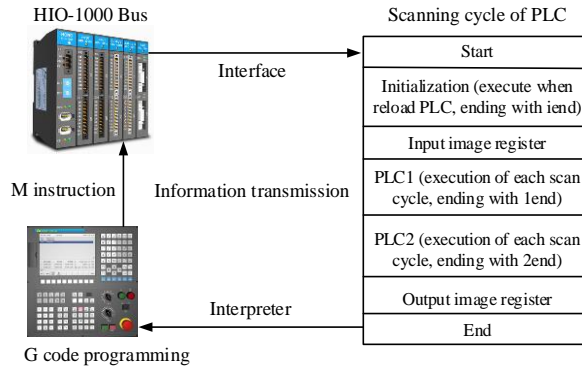 HIO-1000 Bus
Interface
M instruction
Information transmission
Interpreter
G code programming
Scanning cycle of PLC
Start
Initialization (execute when
reload PLC, ending with iend)
Input image register
PLC1 (execution of each scan
cycle, ending with 1end)
PLC2 (execution of each scan
cycle, ending with 2end)
Output image register
End